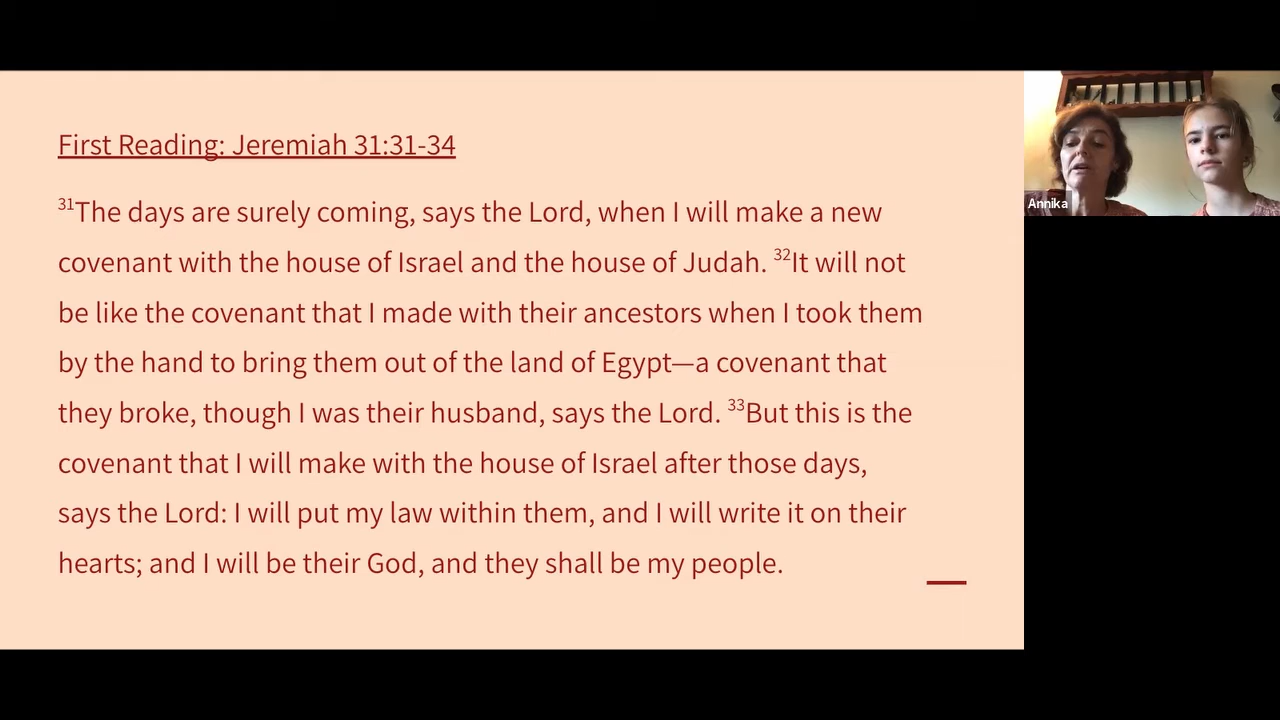 First Reading: Jeremiah 31:31-34
31The days are surely coming, says the Lord, when I will make a new
covenant with the house of Israel and the house of Judah. 32It will not
be like the covenant that I made with their ancestors when I took them
by the hand to bring them out of the land of Egypt—a covenant that
they broke, though I was their husband, says the Lord. 33But this is the
covenant that I will make with the house of Israel after those days,
says the Lord: I will put my law within them, and I will write it on their
hearts; and I will be their God, and they shall be my people.
Annika